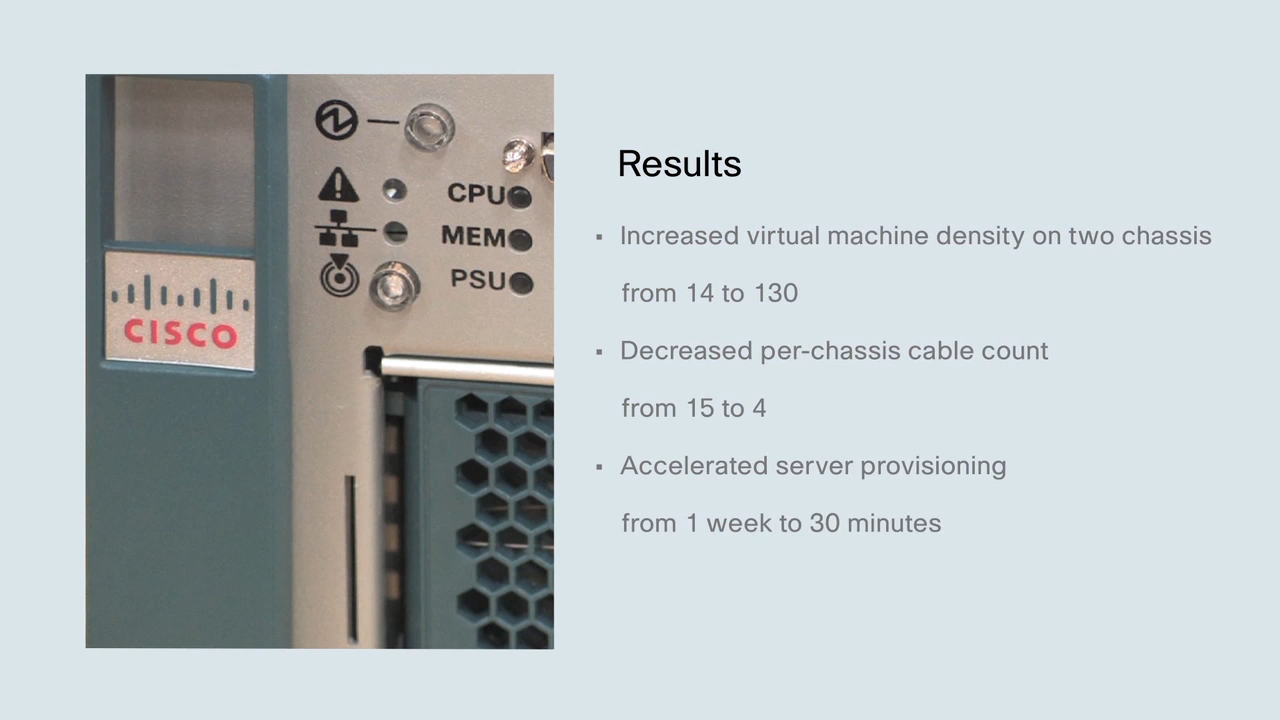 CPU
MEM
PSU
CISCO
Results
▪ Increased virtual machine density on two chassis
from 14 to 130
▪ Decreased per-chassis cable count
from 15 to 4
▪ Accelerated server provisioning
from 1 week to 30 minutes